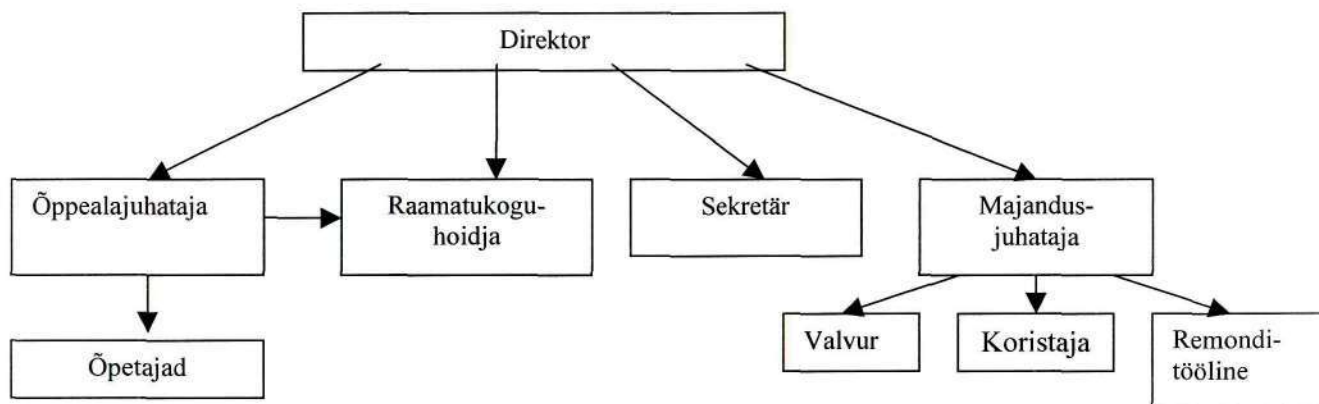 Direktor
Õppealajuhataja
Raamatukogu-
hoidja
Sekretär
Majandus-
juhataja
Õpetajad
Valvur
Koristaja
Remondi-
tööline